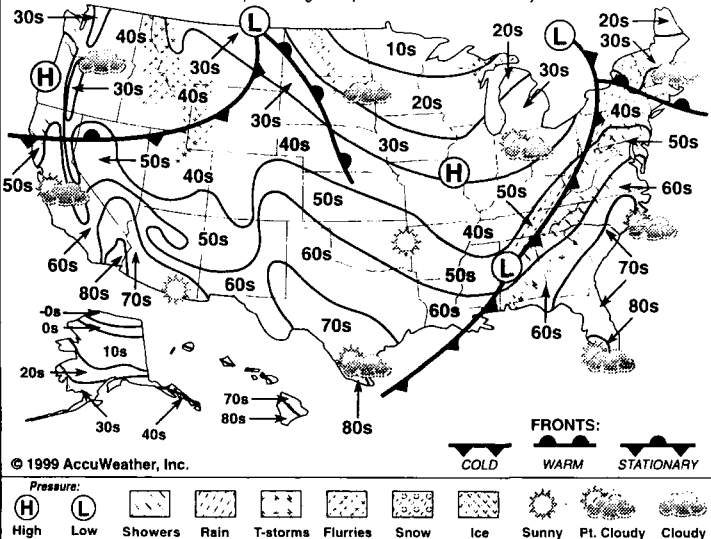 30s
L
40s
10s
20s
L
20s
30s
H
30s
30s
40s
30s
20s
30s
40s
50s
40s
30s
H
50s
50s
40s
50s
50s
40s
60s
50s
60s
50s
60s
L
60s
80s
70s
60s
60s
70s
-0s
0s
10s
70s
60s
80s
20s
30s
40s
70s
80s
80s
FRONTS:
© 1999 AccuWeather, Inc.
COLD WARM STATIONARY
Pressure:
H L
High Low Showers Rain T-storms Flurries Snow Ice Sunny Pt. Cloudy Cloudy